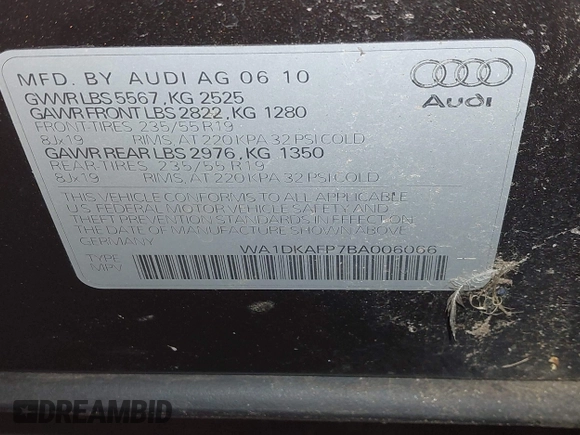 MFD. BY AUDI AG 06 10
GVWR LBS 5567, KG 2525
GAWR FRONT LBS 2822, KG 1280
FRONT-TIRES 235/55 R19
8Jx19 RIMS, AT 220 KPA 32 PSI COLD
GAWR REAR LBS 2976, KG 1350
REAR-TIRES 235/55 R19
8Jx19 RIMS, AT 220 KPA 32 PSI COLD
THIS VEHICLE CONFORMS TO ALL APPLICABLE
U.S. FEDERAL MOTOR VEHICLE SAFETY AND
THEFT PREVENTION STANDARDS IN EFFECT ON
THE DATE OF MANUFACTURE SHOWN ABOVE
GERMANY WA1DKAFP7BA006066
TYPE
MPV
Audi
DREAMBID